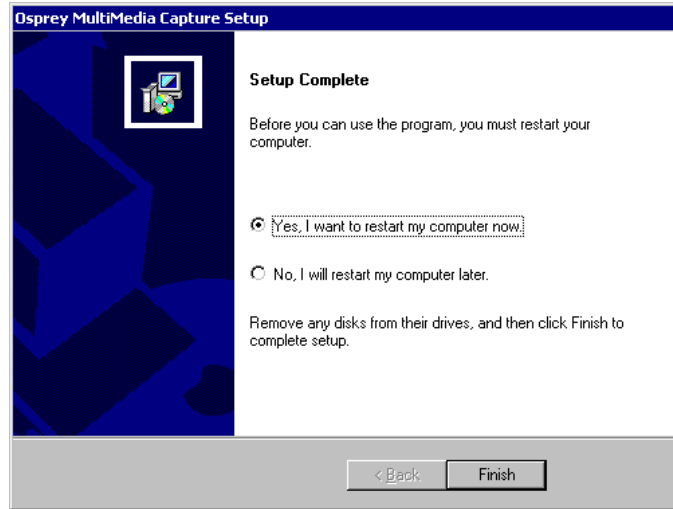 Osprey MultiMedia Capture Setup
Setup Complete
Before you can use the program, you must restart your
computer.
Yes, I want to restart my computer now.
No, I will restart my computer later.
Remove any disks from their drives, and then click Finish to
complete setup.
< Back
Finish